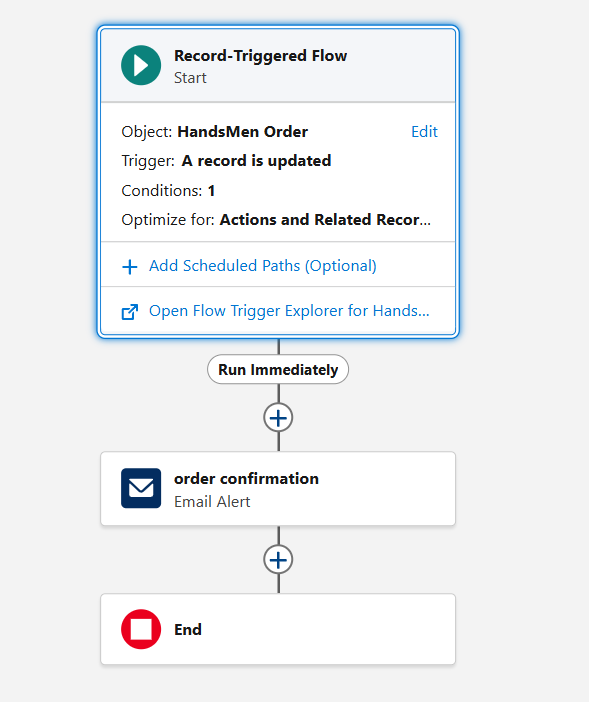 Record-Triggered Flow
Start
Object: HandsMen Order Edit
Trigger: A record is updated
Conditions: 1
Optimize for: Actions and Related Recor...
Add Scheduled Paths (Optional)
Open Flow Trigger Explorer for Hands...
Run Immediately
order confirmation
Email Alert
End